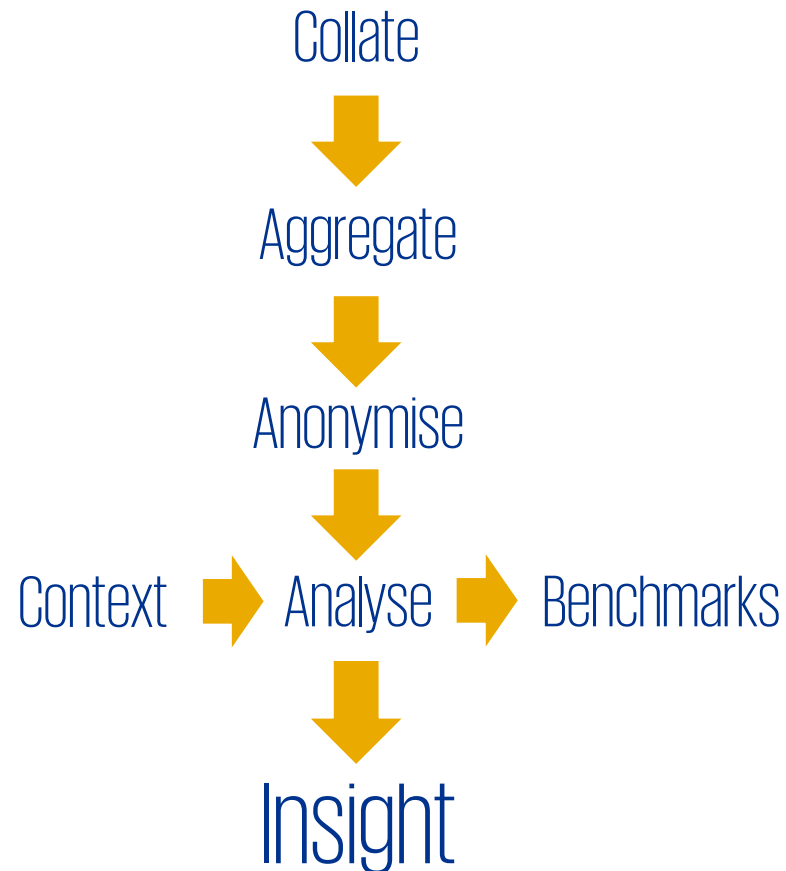 Collate
Aggregate
Anonymise
Context Analyse Benchmarks
Insight